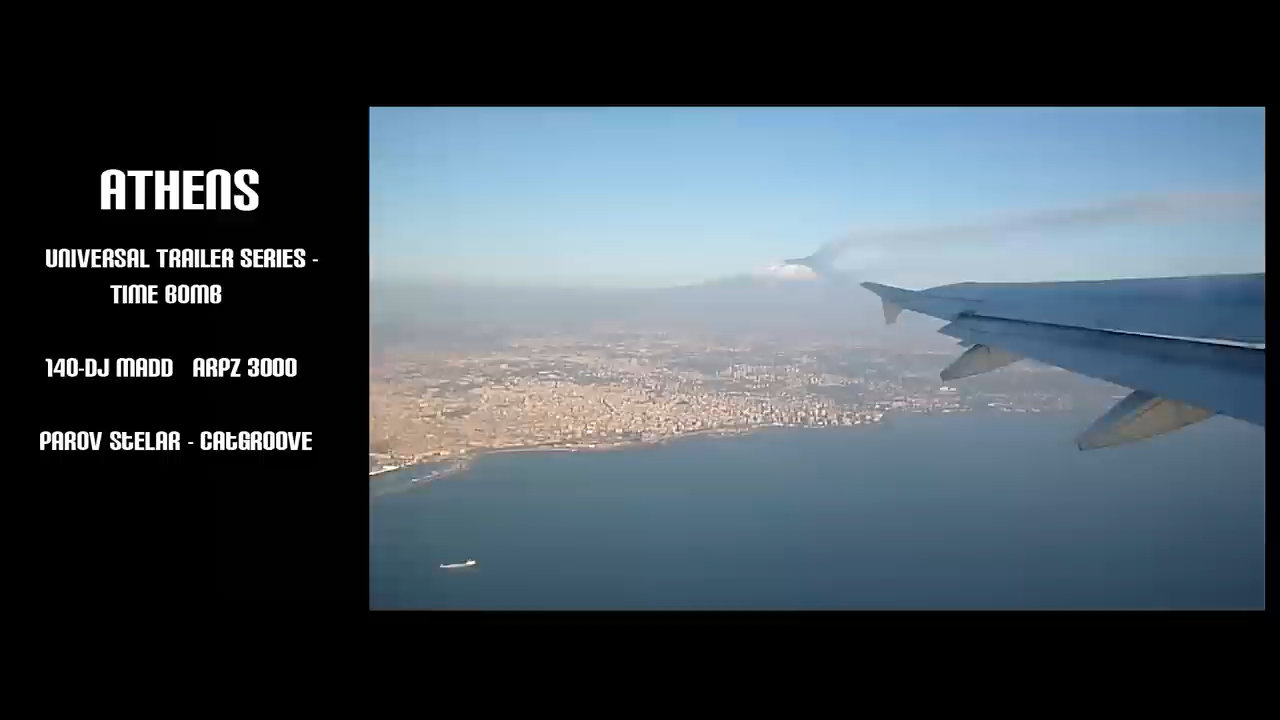 ATHENS
UNIVERSAL TRAILER SERIES -
TIME BOMB
140-DJ MADD ARPZ 3000
PAROV STELAR - CATGROOVE